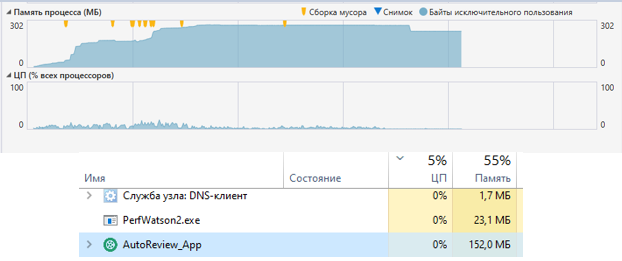 Память процесса (МБ)
Сборка мусора Снимок Байты исключительного пользования
302 302
0 0
ЦП (% всех процессоров)
100 100
0 0
5% 55%
Имя Состояние ЦП Память
Служба узла: DNS-клиент 0% 1,7 МБ
PerfWatson2.exe 0% 23,1 МБ
AutoReview_App 0% 152,0 МБ